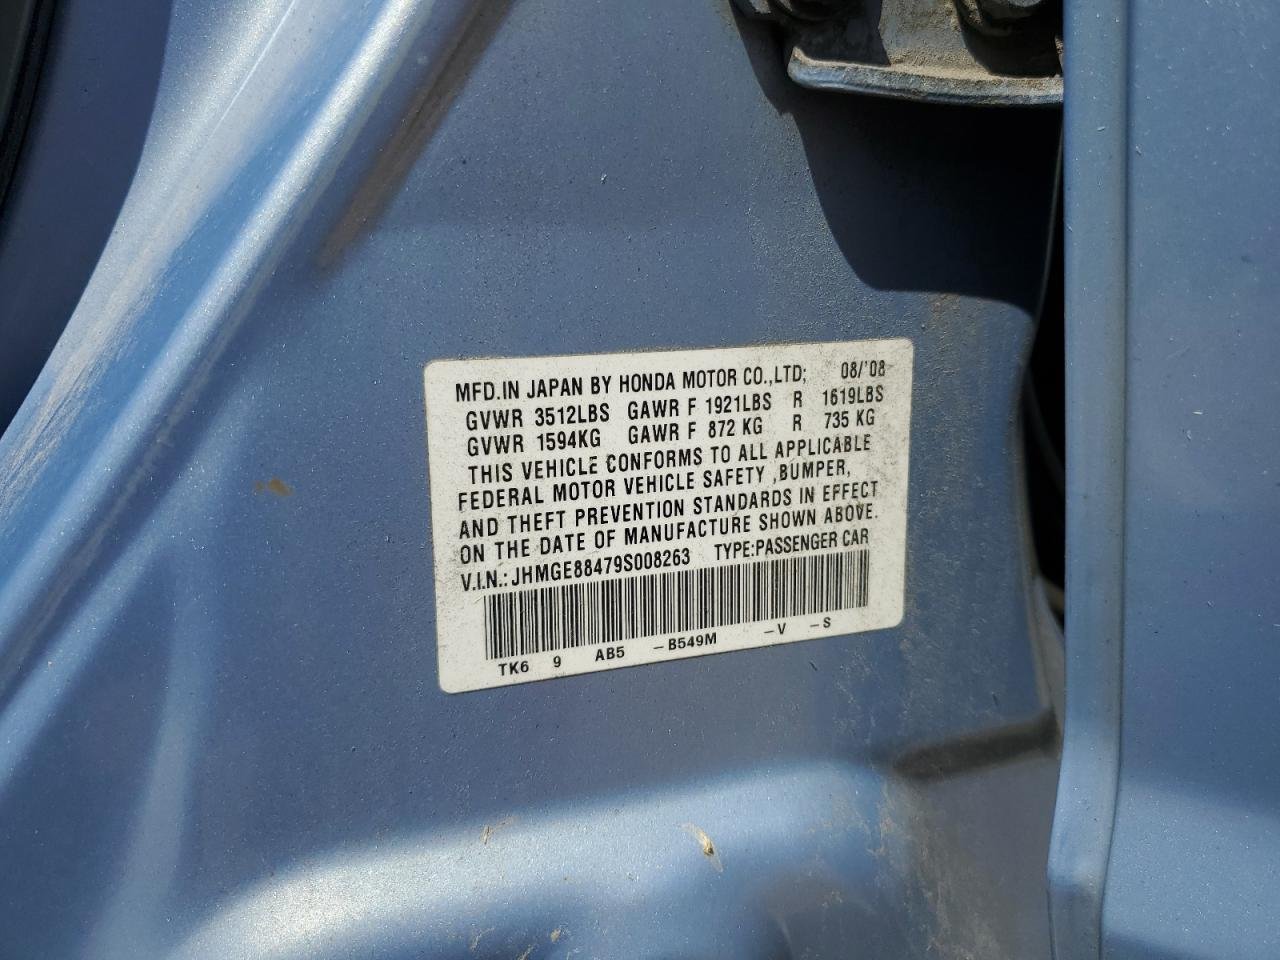 MFD.IN JAPAN BY HONDA MOTOR CO.,LTD; 08/'08
GVWR 3512LBS GAWR F 1921LBS R 1619LBS
GVWR 1594KG GAWR F 872 KG R 735 KG
THIS VEHICLE CONFORMS TO ALL APPLICABLE
FEDERAL MOTOR VEHICLE SAFETY ,BUMPER,
AND THEFT PREVENTION STANDARDS IN EFFECT
ON THE DATE OF MANUFACTURE SHOWN ABOVE.
V.I.N.: JHMGE88479S008263 TYPE:PASSENGER CAR
TK6 9 AB5 -B549M -V -S